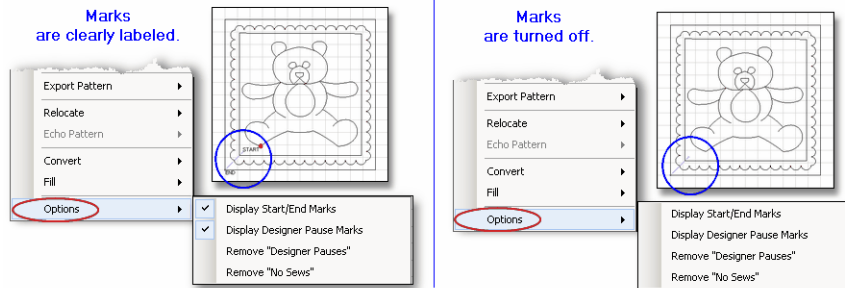 Marks
are clearly labeled.
Export Pattern
Relocate
Echo Pattern
Convert
Fill
Options
START
END
Display Start/End Marks
Display Designer Pause Marks
Remove "Designer Pauses"
Remove "No Sews"
Marks
are turned off.
Export Pattern
Relocate
Echo Pattern
Convert
Fill
Options
Display Start/End Marks
Display Designer Pause Marks
Remove "Designer Pauses"
Remove "No Sews"